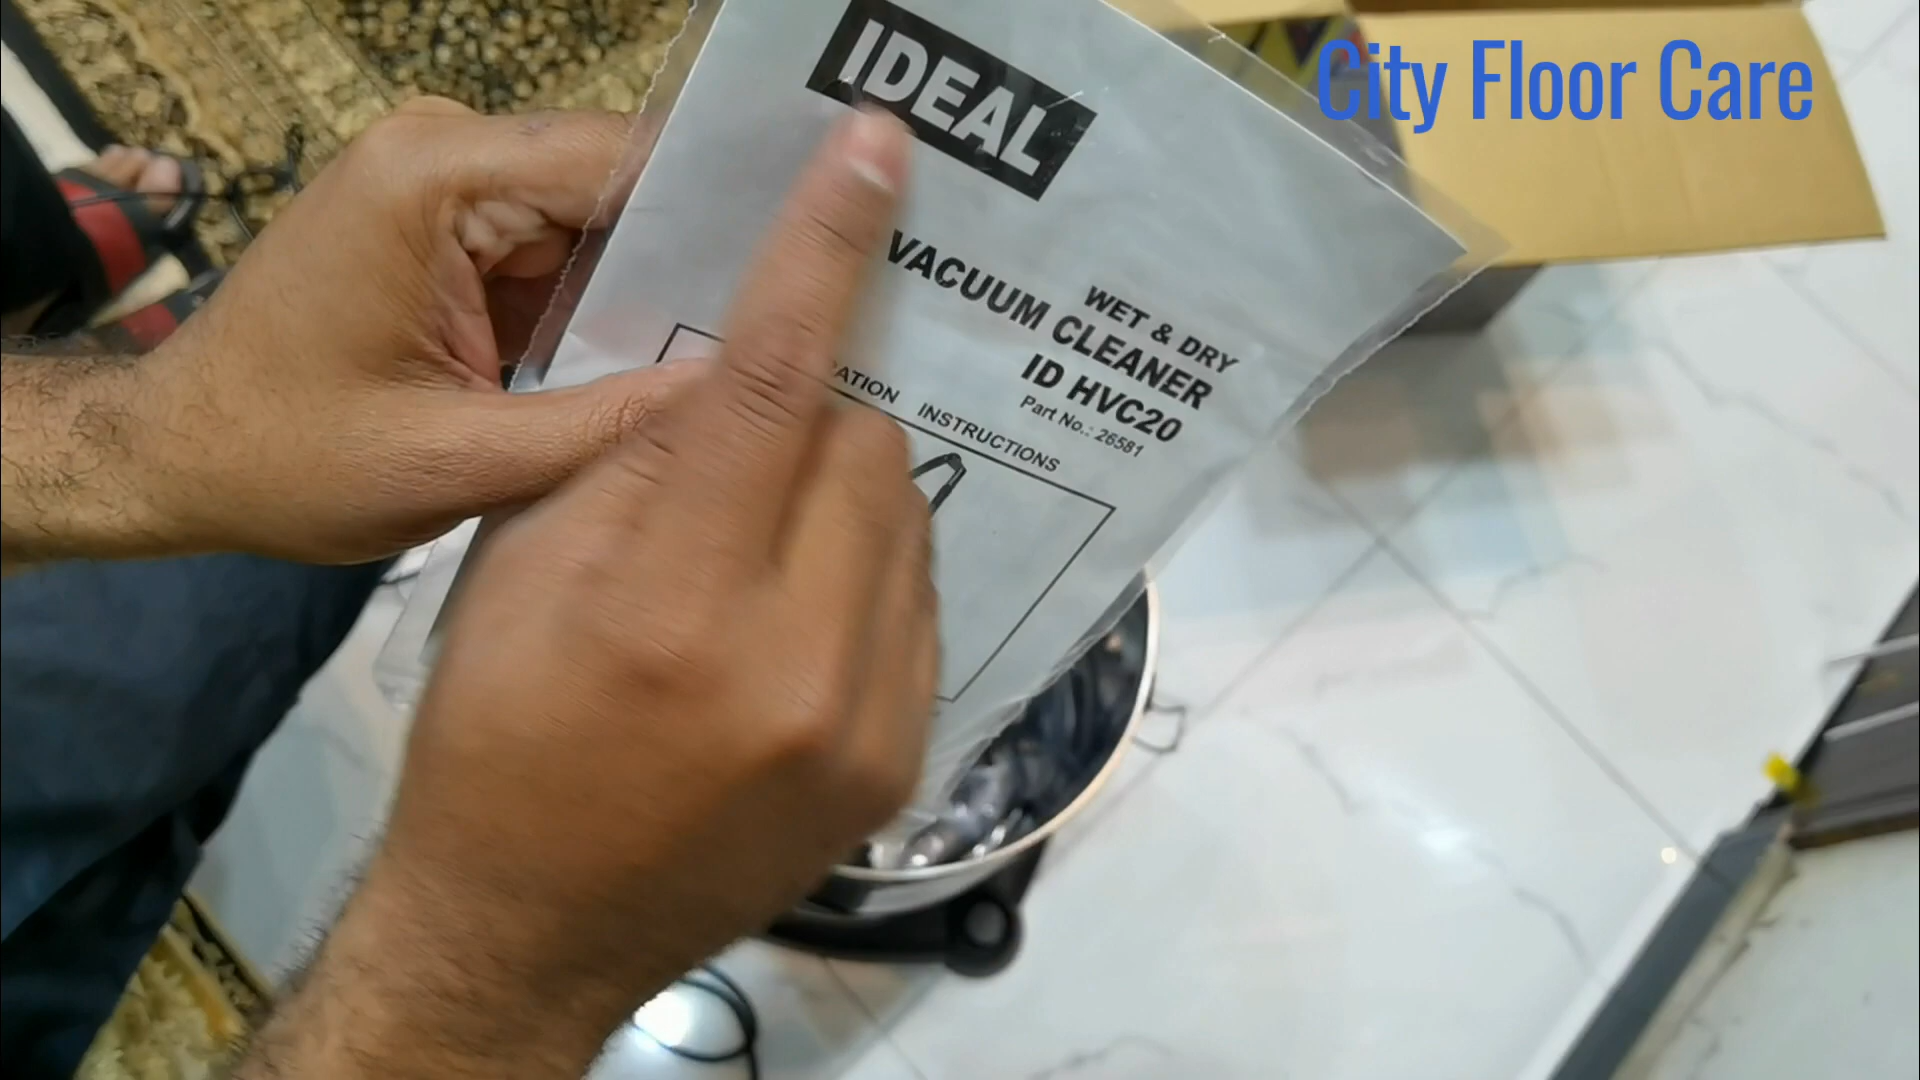 City Floor Care
IDEAL
WET & DRY
VACUUM CLEANER
ID HVC20
Part No.: 26581
INSTRUCTIONS